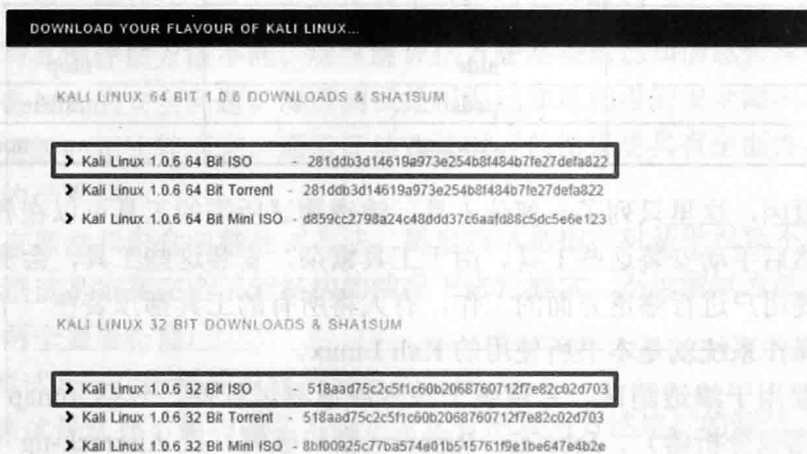 DOWNLOAD YOUR FLAVOUR OF KALI LINUX...
KALI LINUX 64 BIT 1.0.6 DOWNLOADS & SHA1SUM
❯ Kali Linux 1.0.6 64 Bit ISO - 281ddb3d14619a973e254b8f484b7fe27defa822
❯ Kali Linux 1.0.6 64 Bit Torrent - 281ddb3d14619a973e254b8f484b7fe27defa822
❯ Kali Linux 1.0.6 64 Bit Mini ISO - d859cc2798a24c48ddd37c6aafd88c5dc5e6e123
KALI LINUX 32 BIT DOWNLOADS & SHA1SUM
❯ Kali Linux 1.0.6 32 Bit ISO - 518aad75c2c5f1c60b2068760712f7e82c02d703
❯ Kali Linux 1.0.6 32 Bit Torrent - 518aad75c2c5f1c60b2068760712f7e82c02d703
❯ Kali Linux 1.0.6 32 Bit Mini ISO - 8bf00925c77ba574e01b515761f9e1be647e4b2e